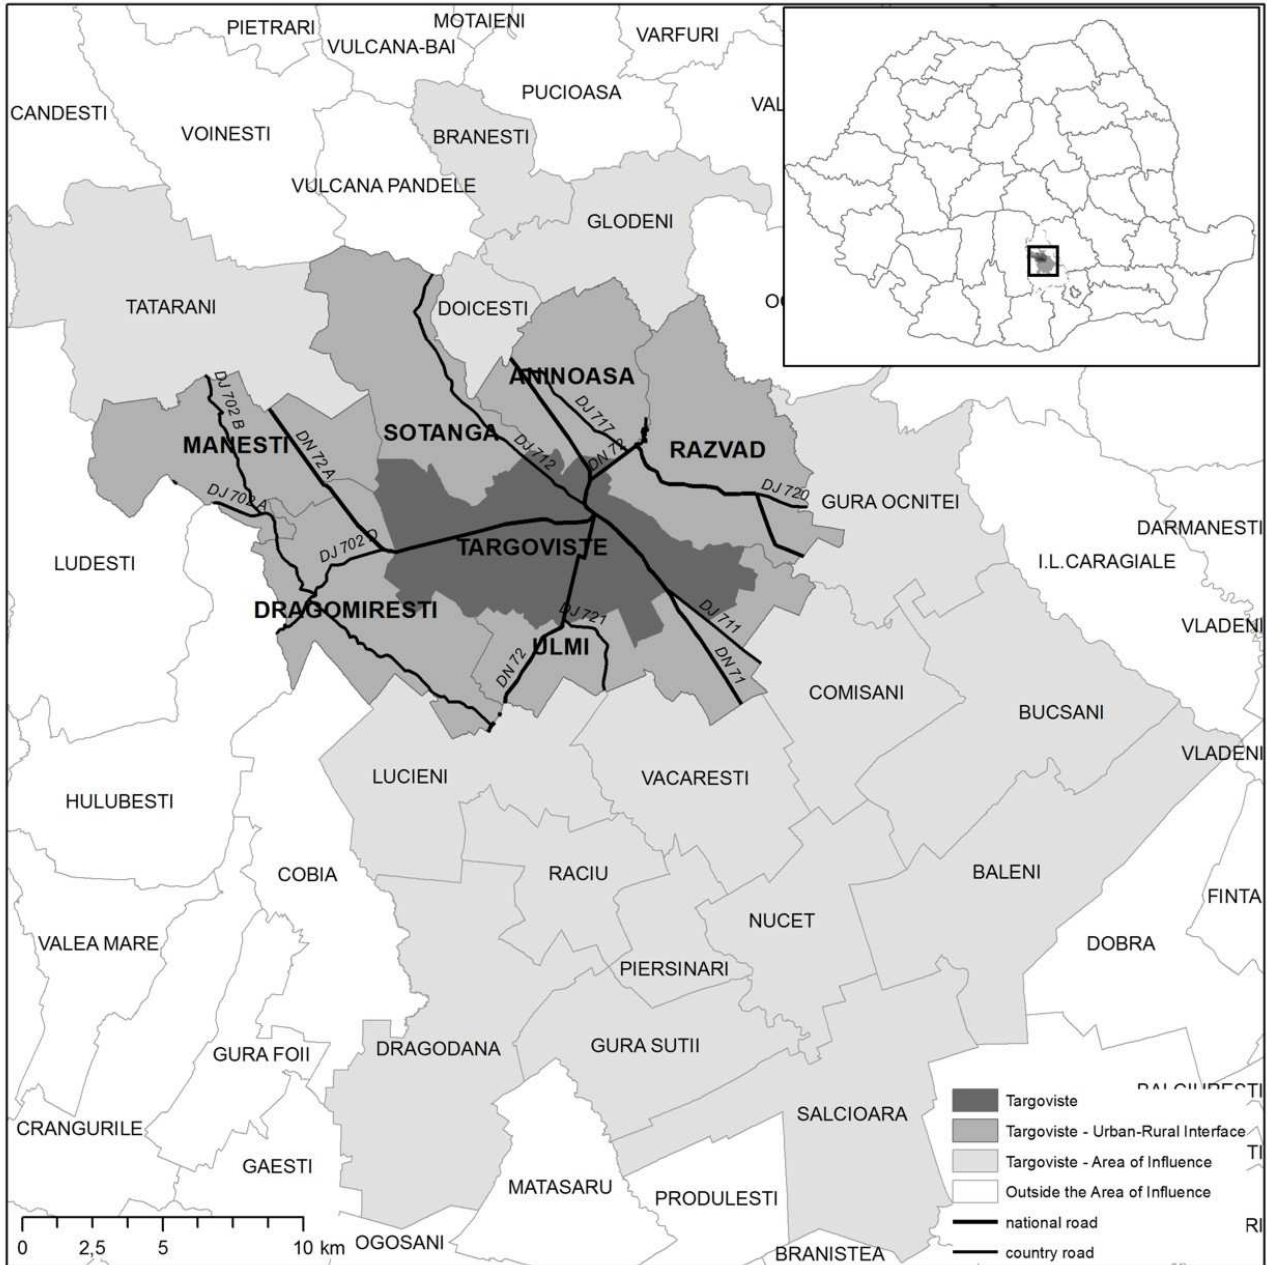 PIETRARI
MOTAIENI
VULCANA-BAI
VARFURI
PUCIOASA
VAL
CANDESTI
VOINESTI
BRANESTI
VULCANA PANDELE
GLODENI
TATARANI
DOICESTI
ANINOASA
DJ 702 B
DJ 717
MANESTI
DN 72 A
SOTANGA
DJ 712
DN 72
RAZVAD
DJ 702 A
DJ 720
GURA OCNITEI
DARMANESTI
LUDESTI
DJ 702
TARGOVISTE
I.L.CARAGIALE
DRAGOMIRESTI
DJ 721
DJ 711
VLADENI
ULMI
DN 72
DN 71
COMISANI
BUCSANI
VLADENI
LUCIENI
VACARESTI
HULUBESTI
COBIA
RACIU
BALENI
FINTA
VALEA MARE
NUCET
DOBRA
PIERSINARI
GURA FOII
DRAGODANA
GURA SUTII
CRANGURILE
SALCIOARA
GAESTI
MATASARU
PRODULESTI
OGOSANI
BRANISTEA
TI
RI
Targoviste
Targoviste - Urban-Rural Interface
Targoviste - Area of Influence
Outside the Area of Influence
national road
country road
0 2,5 5 10 km